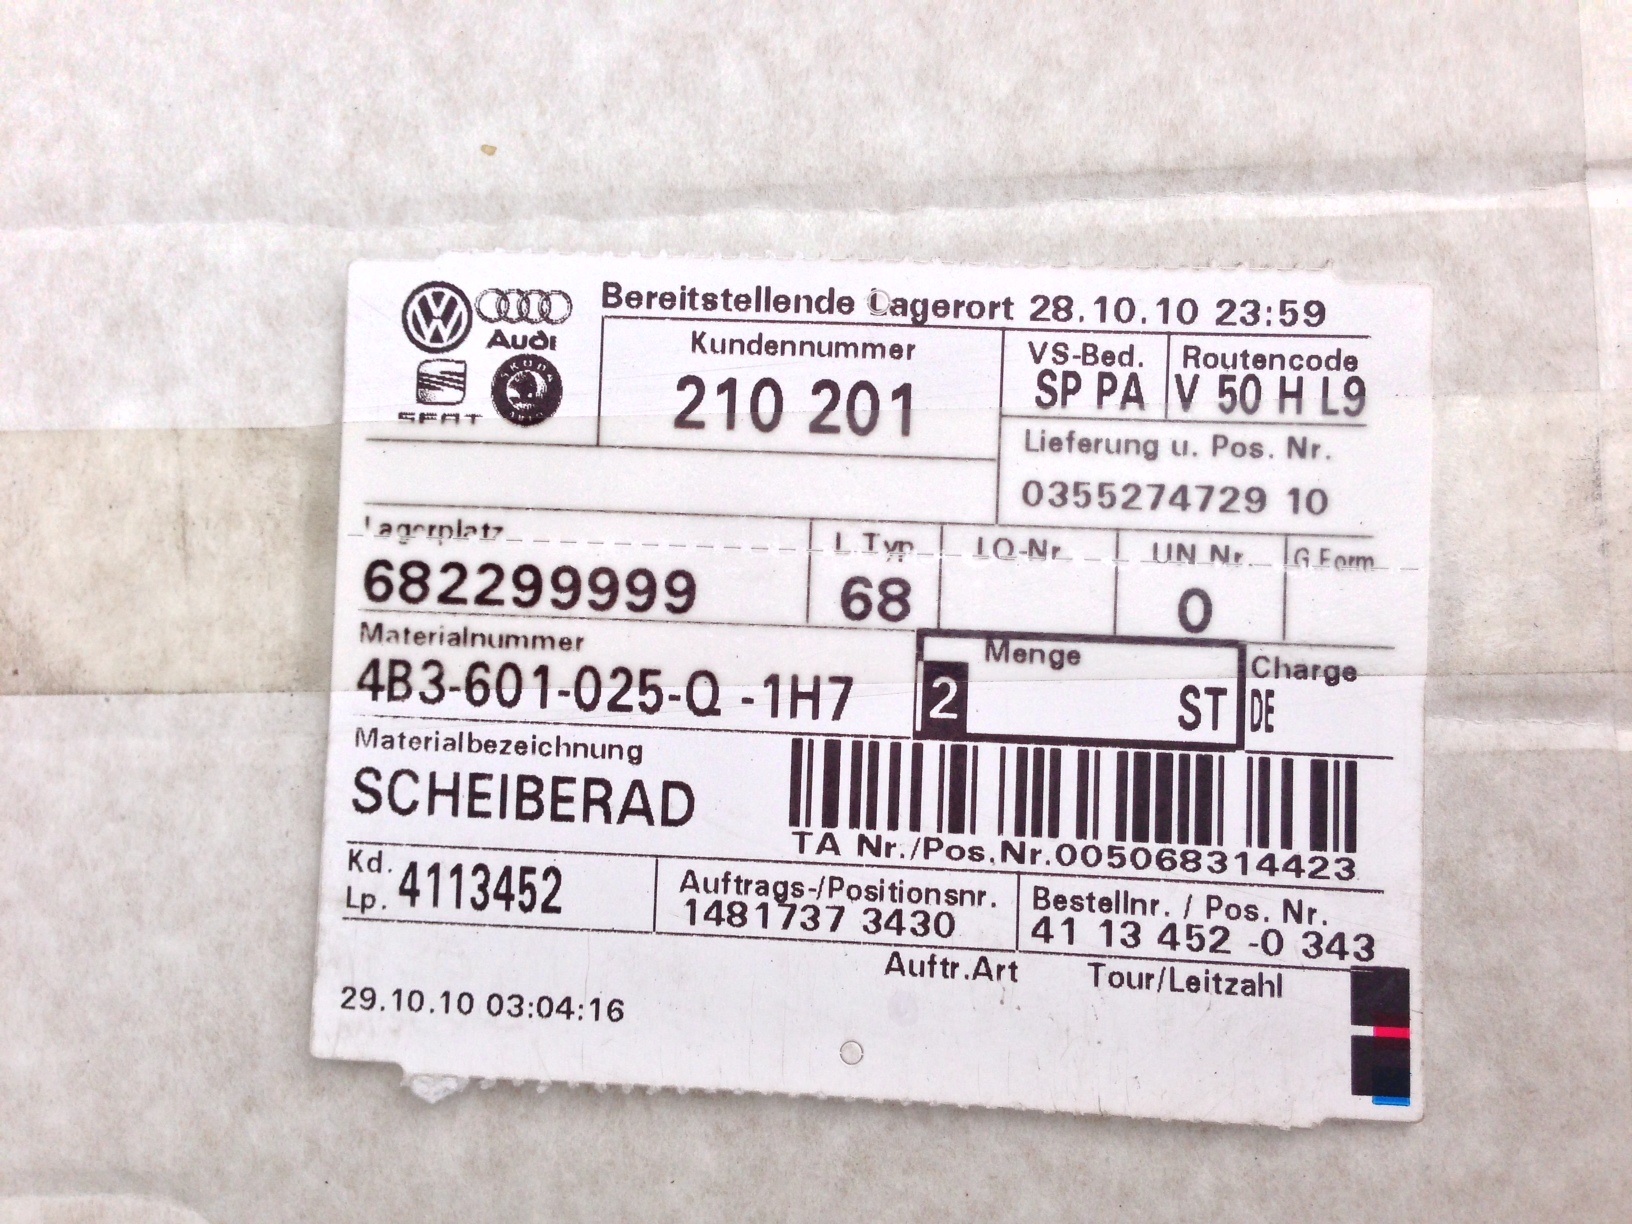 Bereitstellende Lagerort 28.10.10 23:59
Audi
SEAT
SKODA
AUTO
Kundennummer
210 201
VS-Bed.
SP PA
Routencode
V 50 H L9
Lieferung u. Pos. Nr.
0355274729 10
Lagerplatz
682299999
L.Typ
68
LQ-Nr.
UN Nr.
0
G.Form
Materialnummer
4B3-601-025-Q -1H7
Menge
2 ST
Charge
DE
Materialbezeichnung
SCHEIBERAD
TA Nr./Pos.Nr.005068314423
Kd.
Lp. 4113452
Auftrags-/Positionsnr.
1481737 3430
Bestellnr. / Pos. Nr.
41 13 452 -0 343
Auftr.Art
Tour/Leitzahl
29.10.10 03:04:16